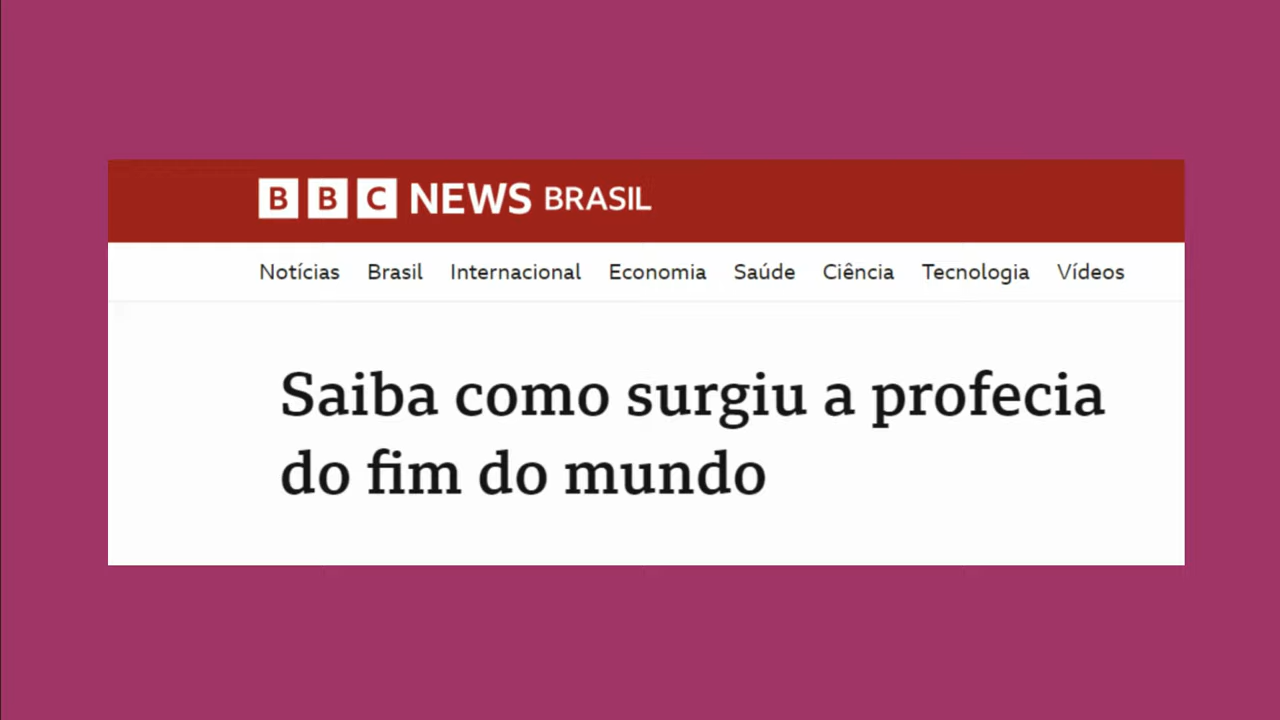 BBC NEWS BRASIL
Notícias Brasil Internacional Economia Saúde Ciência Tecnologia Vídeos
Saiba como surgiu a profecia
do fim do mundo